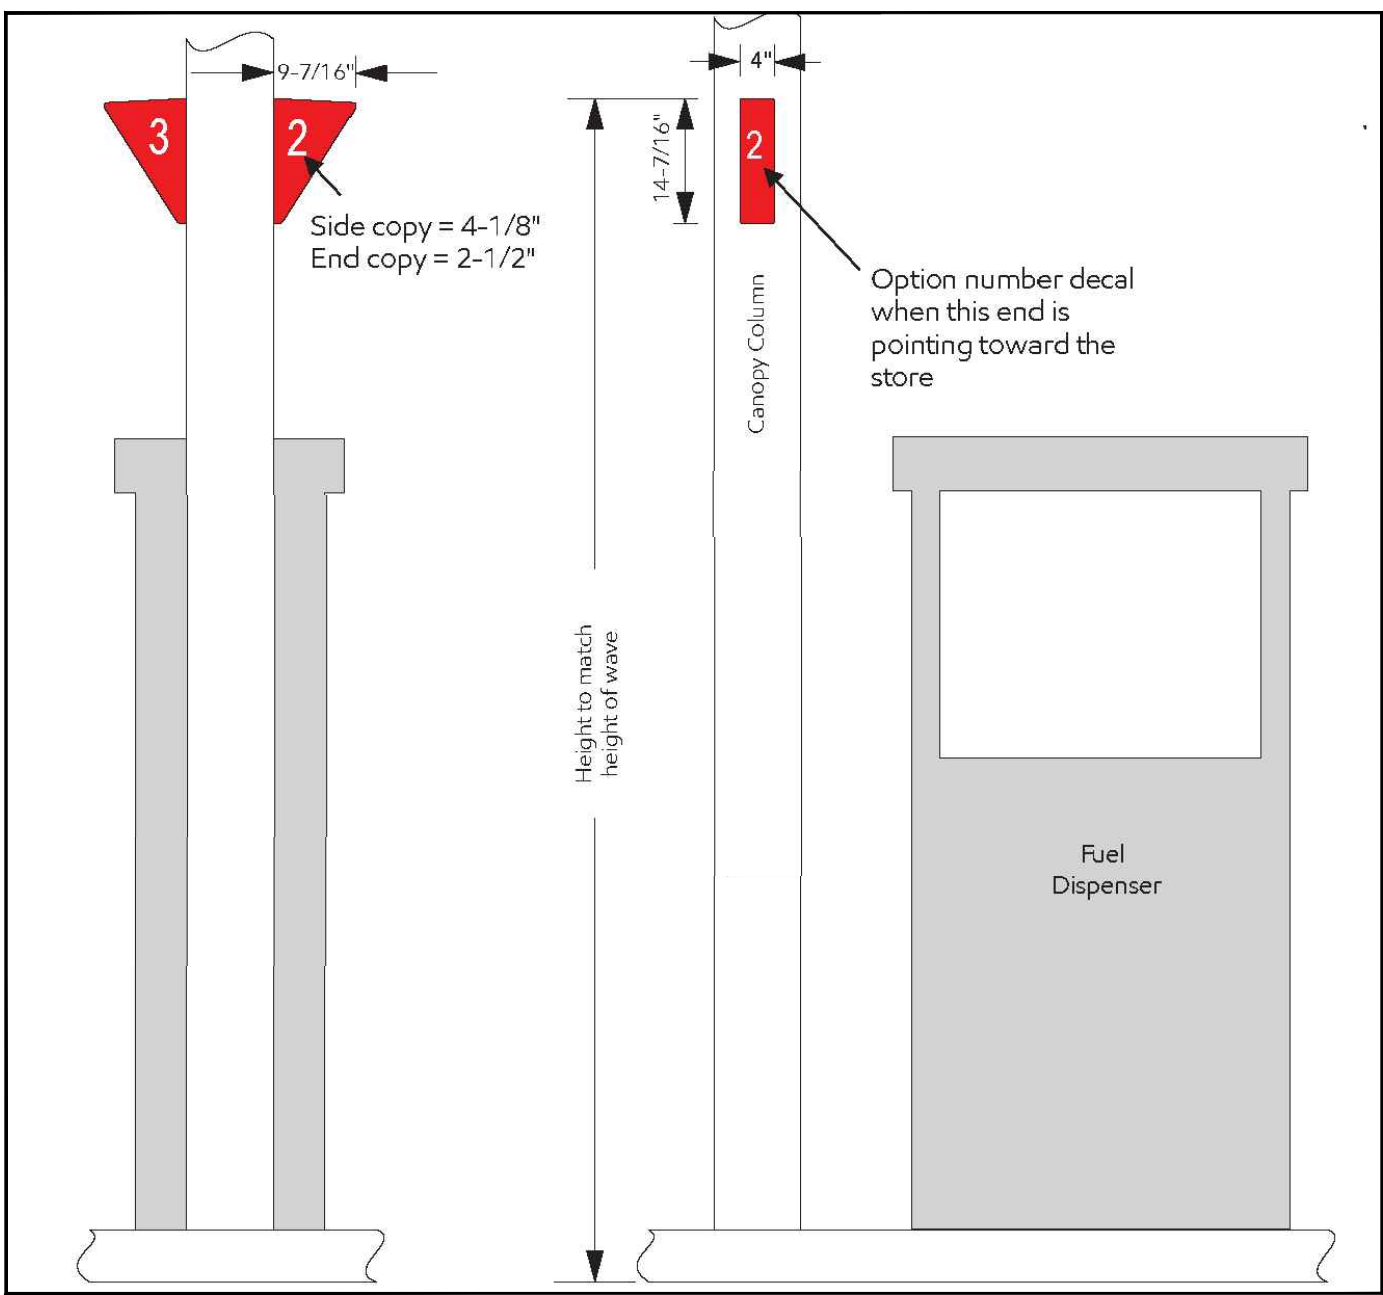 9-7/16"
3
2
Side copy = 4-1/8"
End copy = 2-1/2"
4"
14-7/16"
2
Option number decal
when this end is
pointing toward the
store
Canopy Column
Height to match
height of wave
Fuel
Dispenser